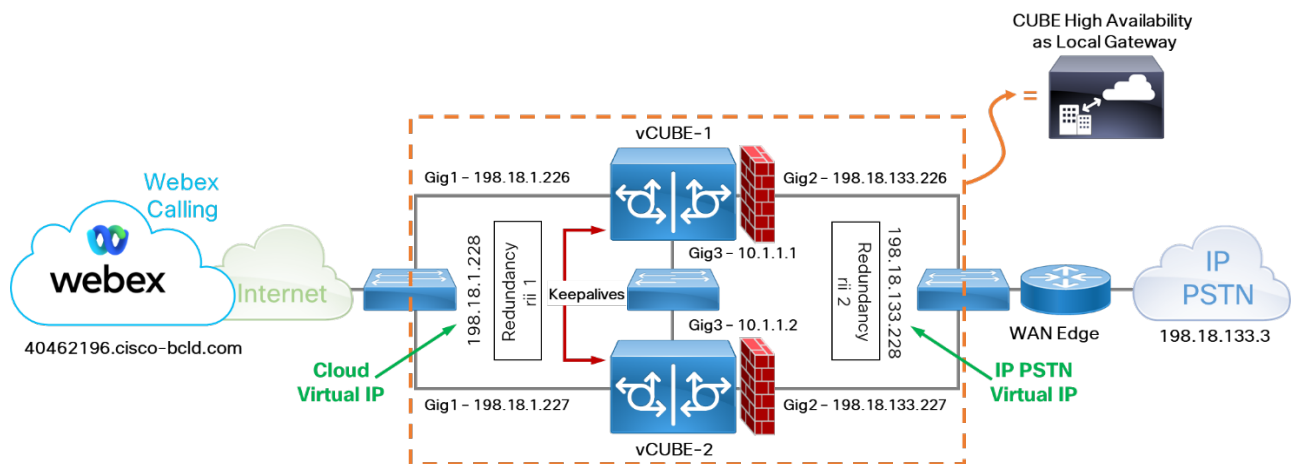 CUBE High Availability
as Local Gateway
=
vCUBE-1
Webex
Calling
Gig1 – 198.18.1.226
Gig2 – 198.18.133.226
webex
Internet
198.18.1.228
Redundancy
rii 1
Keepalives
Gig3 – 10.1.1.1
Redundancy
rii 2
198.18.133.228
IP
PSTN
Gig3 – 10.1.1.2
WAN Edge
198.18.133.3
40462196.cisco-bcld.com
Cloud
Virtual IP
IP PSTN
Virtual IP
Gig1 – 198.18.1.227
Gig2 – 198.18.133.227
vCUBE-2